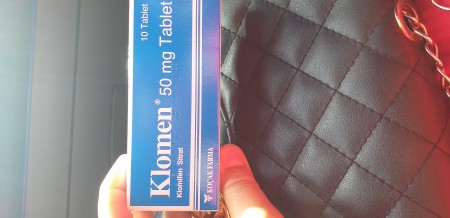 10 Tablet
Klomen® 50 mg Tablet
Klomifen Sitrat
KOÇAK FARMA